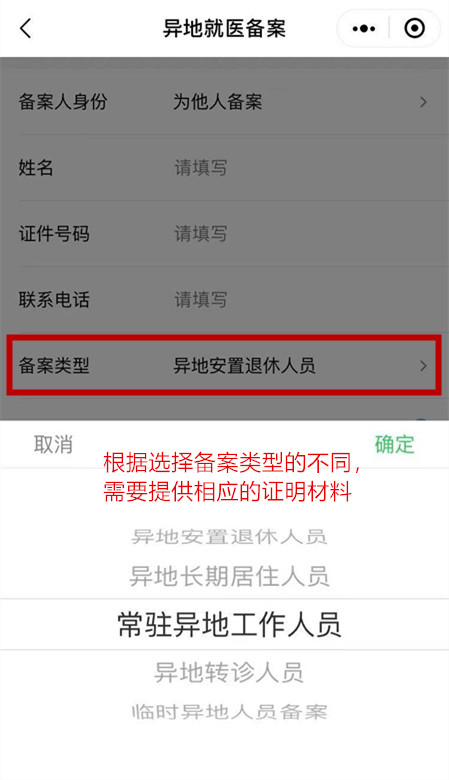 异地就医备案
备案人身份 为他人备案
姓名 请填写
证件号码 请填写
联系电话 请填写
备案类型 异地安置退休人员
取消 确定
根据选择备案类型的不同，
需要提供相应的证明材料
异地安置退休人员
异地长期居住人员
常驻异地工作人员
异地转诊人员
临时异地人员备案